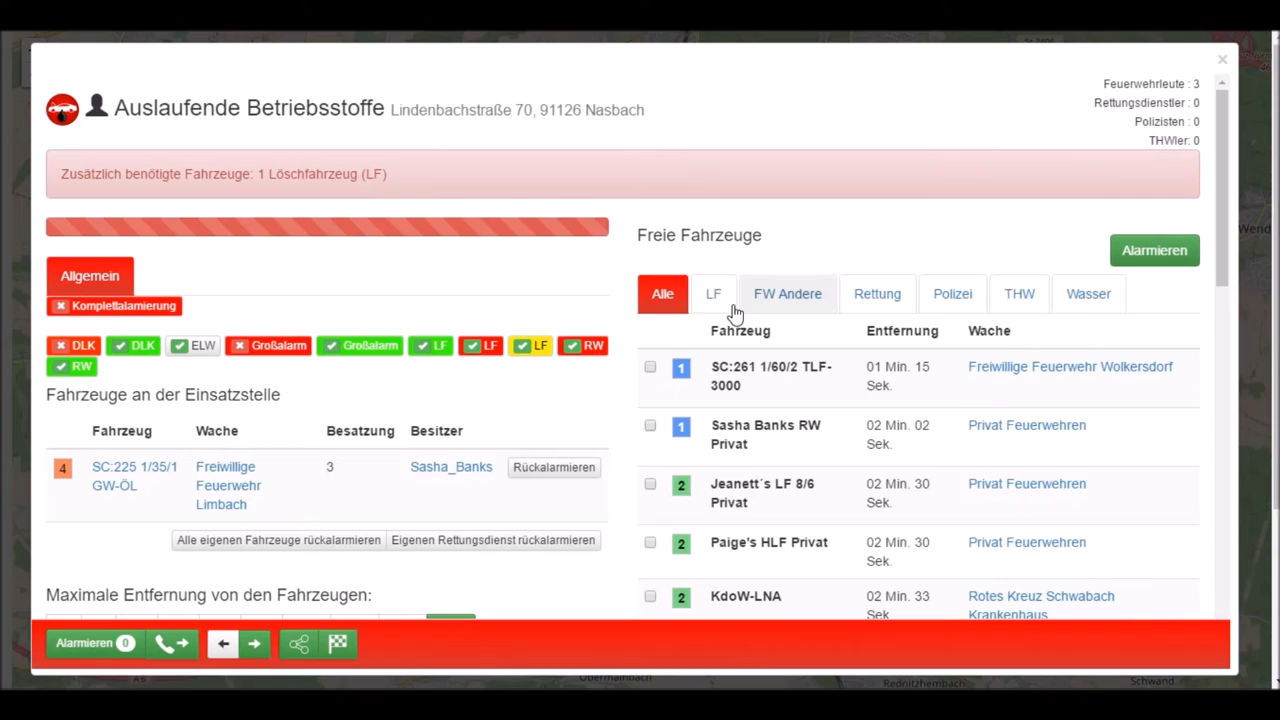 ×
Feuerwehrleute : 3
Rettungsdienstler : 0
Polizisten : 0
THWler: 0
Auslaufende Betriebsstoffe Lindenbachstraße 70, 91126 Nasbach
Zusätzlich benötigte Fahrzeuge: 1 Löschfahrzeug (LF)
Allgemein
Komplettalamierung
DLK DLK ELW Großalarm Großalarm LF LF LF RW
RW
Fahrzeuge an der Einsatzstelle
Fahrzeug Wache Besatzung Besitzer
4 SC:225 1/35/1 GW-ÖL Freiwillige Feuerwehr Limbach 3 Sasha_Banks Rückalarmieren
Alle eigenen Fahrzeuge rückalarmieren Eigenen Rettungsdienst rückalarmieren
Maximale Entfernung von den Fahrzeugen:
Freie Fahrzeuge
Alarmieren
Alle LF FW Andere Rettung Polizei THW Wasser
Fahrzeug Entfernung Wache
1 SC:261 1/60/2 TLF- 01 Min. 15 Freiwillige Feuerwehr Wolkersdorf
3000 Sek.
1 Sasha Banks RW 02 Min. 02 Privat Feuerwehren
Privat Sek.
2 Jeanett´s LF 8/6 02 Min. 30 Privat Feuerwehren
Privat Sek.
2 Paige's HLF Privat 02 Min. 30 Privat Feuerwehren
Sek.
2 KdoW-LNA 02 Min. 33 Rotes Kreuz Schwabach
Sek. Krankenhaus
Alarmieren 0
Wend
Rednitzhembach
Schwand